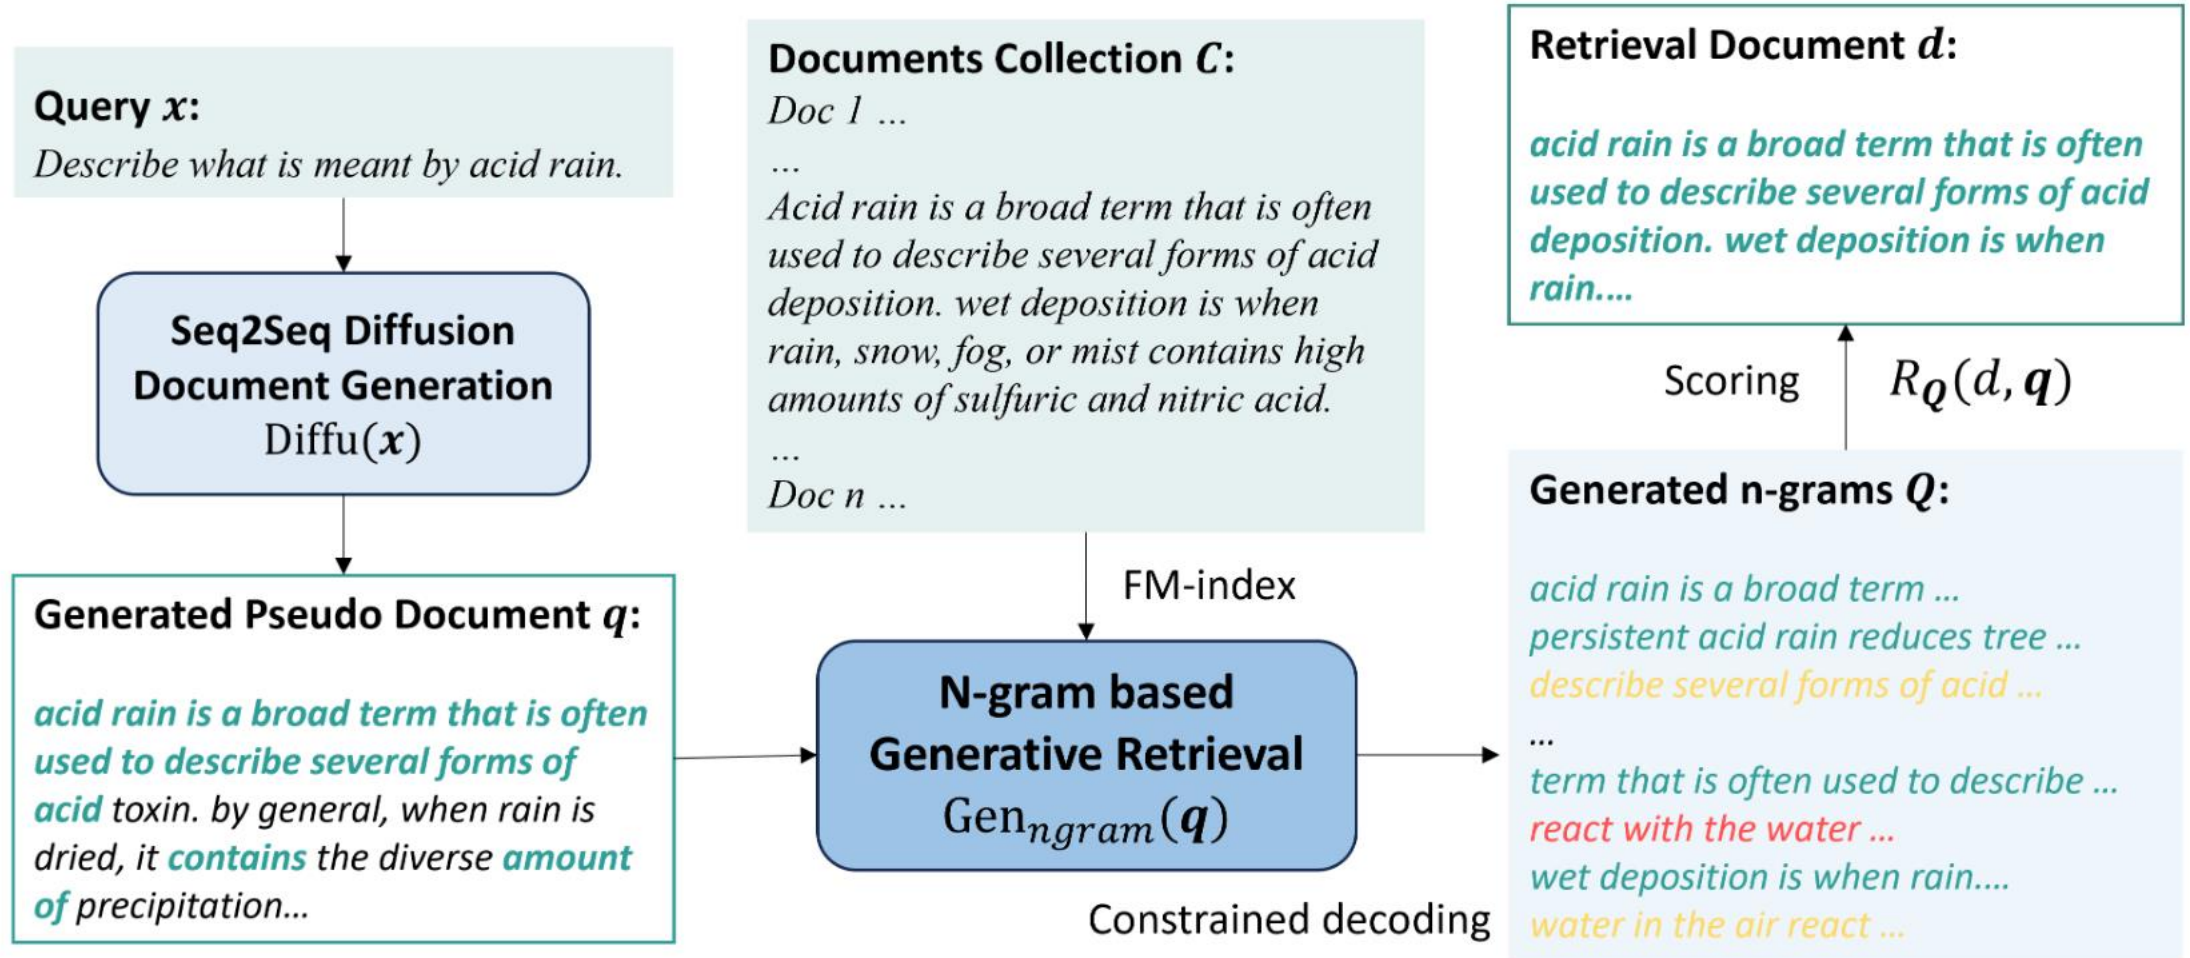 Query x:
Describe what is meant by acid rain.
Seq2Seq Diffusion
Document Generation
Diffu(x)
Generated Pseudo Document q:
acid rain is a broad term that is often
used to describe several forms of
acid toxin. by general, when rain is
dried, it contains the diverse amount
of precipitation...
Documents Collection C:
Doc 1 ...
...
Acid rain is a broad term that is often
used to describe several forms of acid
deposition. wet deposition is when
rain, snow, fog, or mist contains high
amounts of sulfuric and nitric acid.
...
Doc n ...
FM-index
N-gram based
Generative Retrieval
Gen_ngram(q)
Constrained decoding
Retrieval Document d:
acid rain is a broad term that is often
used to describe several forms of acid
deposition. wet deposition is when
rain....
Scoring R_Q(d, q)
Generated n-grams Q:
acid rain is a broad term ...
persistent acid rain reduces tree ...
describe several forms of acid ...
...
term that is often used to describe ...
react with the water ...
wet deposition is when rain....
water in the air react ...